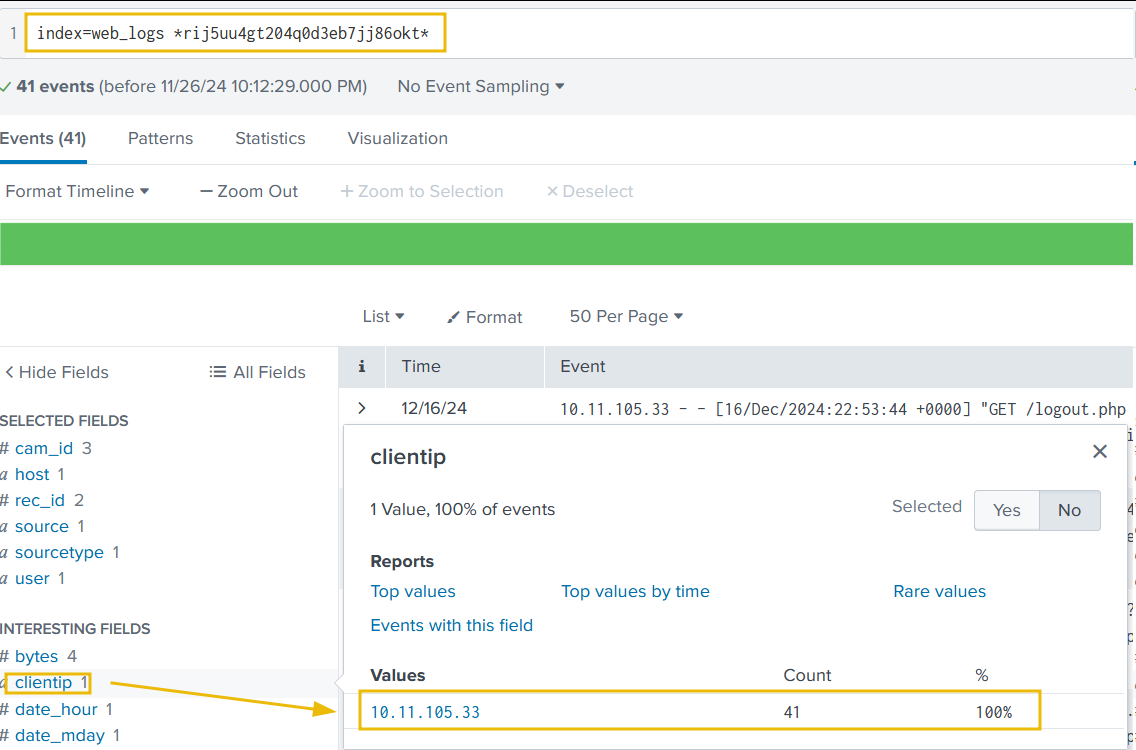 1 index=web_logs *rij5uu4gt204q0d3eb7jj86okt*
41 events (before 11/26/24 10:12:29.000 PM) No Event Sampling
Events (41) Patterns Statistics Visualization
Format Timeline Zoom Out + Zoom to Selection × Deselect
List Format 50 Per Page
< Hide Fields All Fields i Time Event
> 12/16/24 10.11.105.33 - - [16/Dec/2024:22:53:44 +0000] "GET /logout.php
SELECTED FIELDS
# cam_id 3
a host 1
# rec_id 2
a source 1
a sourcetype 1
a user 1
INTERESTING FIELDS
# bytes 4
a clientip 1
# date_hour 1
# date_mday 1
clientip ×
1 Value, 100% of events Selected Yes No
Reports
Top values Top values by time Rare values
Events with this field
Values Count %
10.11.105.33 41 100%